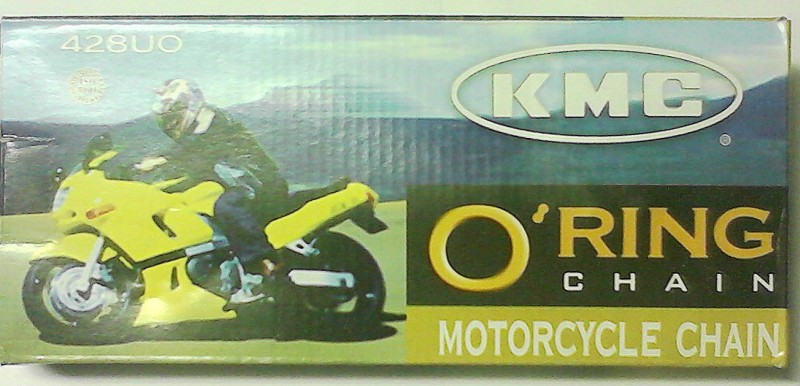 428UO
KMC
®
O'RING
CHAIN
MOTORCYCLE CHAIN